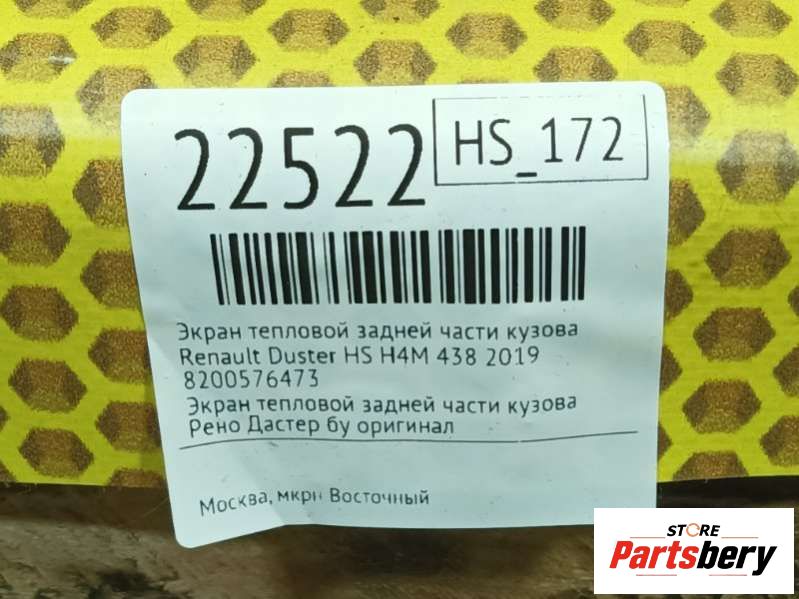 22522
HS_172
Экран тепловой задней части кузова
Renault Duster HS H4M 438 2019
8200576473
Экран тепловой задней части кузова
Рено Дастер бу оригинал
Москва, мкрн Восточный
STORE
Partsbery